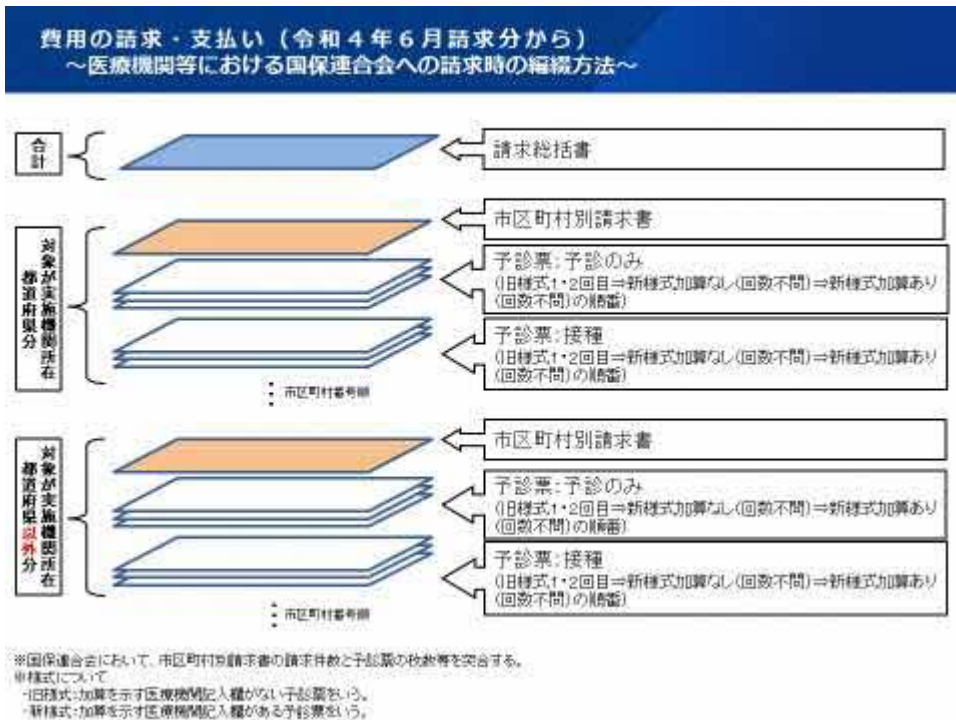 費用の請求・支払い（令和４年６月請求分から）
～医療機関等における国保連合会への請求時の編綴方法～
合計
請求総括書
対象が実施機関所在
都道府県分
市区町村別請求書
予診票：予診のみ
（旧様式1・2回目⇒新様式加算なし（回数不問）⇒新様式加算あり
（回数不問）の順番）
予診票：接種
（旧様式1・2回目⇒新様式加算なし（回数不問）⇒新様式加算あり
（回数不問）の順番）
市区町村番号順
対象が実施機関所在
都道府県以外分
市区町村別請求書
予診票：予診のみ
（旧様式1・2回目⇒新様式加算なし（回数不問）⇒新様式加算あり
（回数不問）の順番）
予診票：接種
（旧様式1・2回目⇒新様式加算なし（回数不問）⇒新様式加算あり
（回数不問）の順番）
市区町村番号順
※国保連合会において、市区町村別請求書の請求件数と予診票の枚数等を突合する。
※様式について
・旧様式：加算を示す医療機関記入欄がない予診票をいう。
・新様式：加算を示す医療機関記入欄がある予診票をいう。